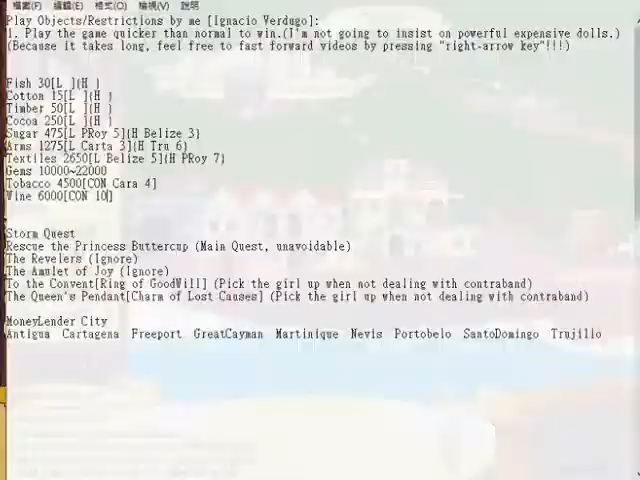 檔案(F) 編輯(E) 格式(O) 檢視(V) 說明
Play Objects/Restrictions by me [Ignacio Verdugo]:
1. Play the game quicker than normal to win.(I'm not going to insist on powerful expensive dolls.)
(Because it takes long, feel free to fast forward videos by pressing "right-arrow key"!!!)
Fish 30[L ](H )
Cotton 15[L ](H )
Timber 50[L ](H )
Cocoa 250[L ](H )
Sugar 475[L PRoy 5](H Belize 3)
Arms 1275[L Carta 3](H Tru 6)
Textiles 2650[L Belize 5](H PRoy 7)
Gems 10000~22000
Tobacco 4500[CON Cara 4]
Wine 6000[CON 10]
Storm Quest
Rescue the Princess Buttercup (Main Quest, unavoidable)
The Revelers (Ignore)
The Amulet of Joy (Ignore)
To the Convent[Ring of GoodWill] (Pick the girl up when not dealing with contraband)
The Queen's Pendant[Charm of Lost Causes] (Pick the girl up when not dealing with contraband)
MoneyLender City
Antigua Cartagena Freeport GreatCayman Martinique Nevis Portobelo SantoDomingo Trujillo